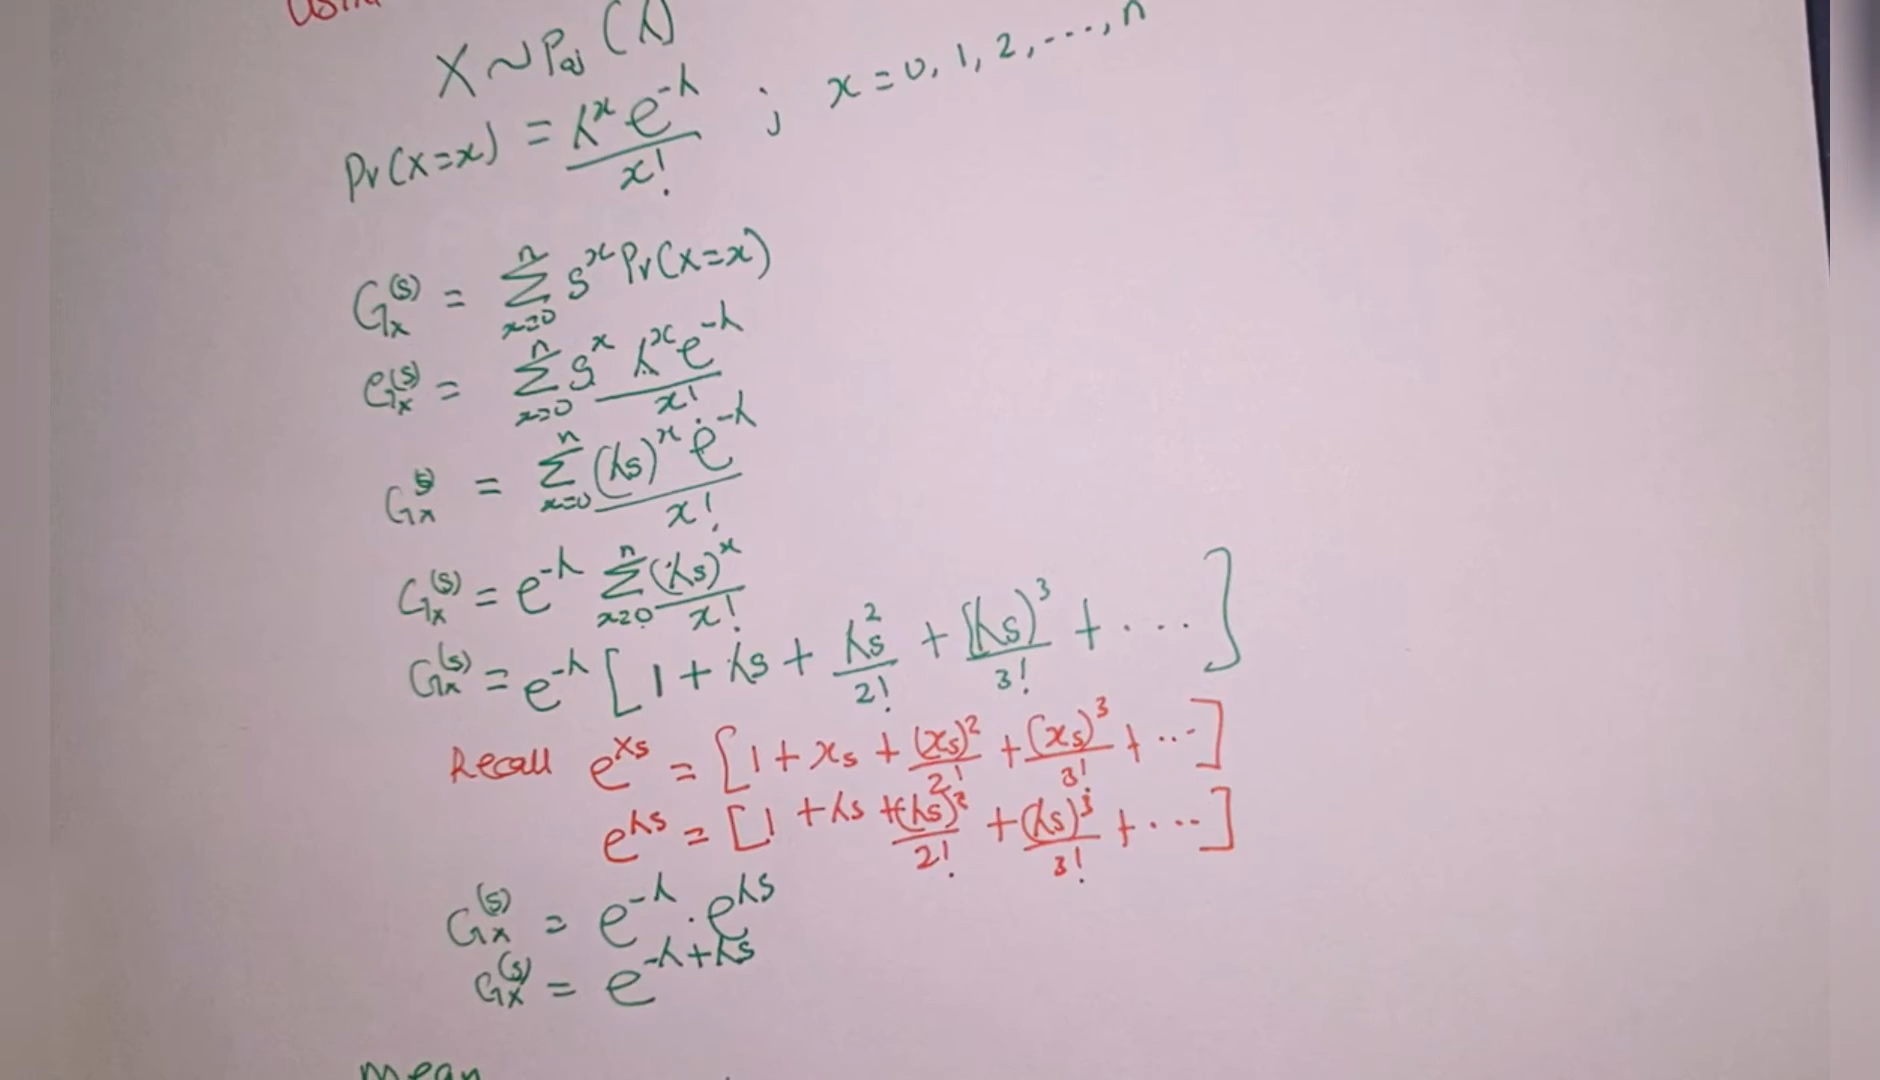 Using
X ~ Poi (λ)
Pr(X=x) = λ^x e^-λ / x! ; x = 0, 1, 2, ..., n
G_x^(s) = Σ_{x=0}^n s^x Pr(X=x)
G_x^(s) = Σ_{x=0}^n s^x λ^x e^-λ / x!
G_x^(s) = Σ_{x=0}^n (λs)^x e^-λ / x!
G_x^(s) = e^-λ Σ_{x=0}^n (λs)^x / x!
G_x^(s) = e^-λ [1 + λs + λs^2 / 2! + (λs)^3 / 3! + ...]
Recall e^xs = [1 + xs + (xs)^2 / 2! + (xs)^3 / 3! + ...]
e^λs = [1 + λs + (λs)^2 / 2! + (λs)^3 / 3! + ...]
G_x^(s) = e^-λ . e^λs
G_x^(s) = e^-λ+λs
mean